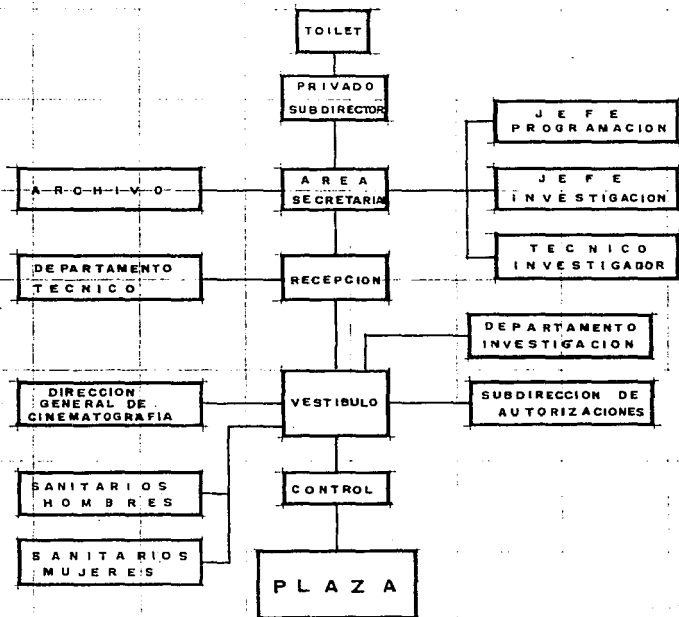 TOILET
PRIVADO
SUBDIRECTOR
JEFE
PROGRAMACION
ARCHIVO
AREA
SECRETARIAL
JEFE
INVESTIGACION
TECNICO
INVESTIGADOR
DEPARTAMENTO
TECNICO
RECEPCION
DEPARTAMENTO
INVESTIGACION
DIRECCION
GENERAL DE
CINEMATOGRAFIA
VESTIBULO
SUBDIRECCION DE
AUTORIZACIONES
SANITARIOS
HOMBRES
CONTROL
SANITARIOS
MUJERES
PLAZA